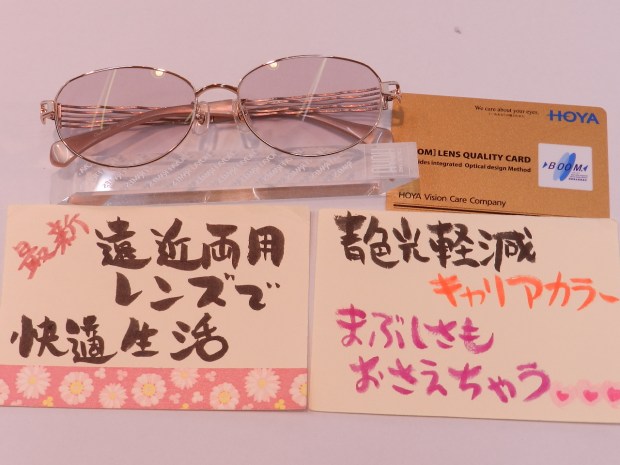 We care about your eyes.
HOYA
OM] LENS QUALITY CARD
des integrated Optical design Method
BOOM
HOYA Vision Care Company
最新
遠近両用
レンズで
快適生活
青色光軽減
キャリアカラー
まぶしさも
おさえちゃう